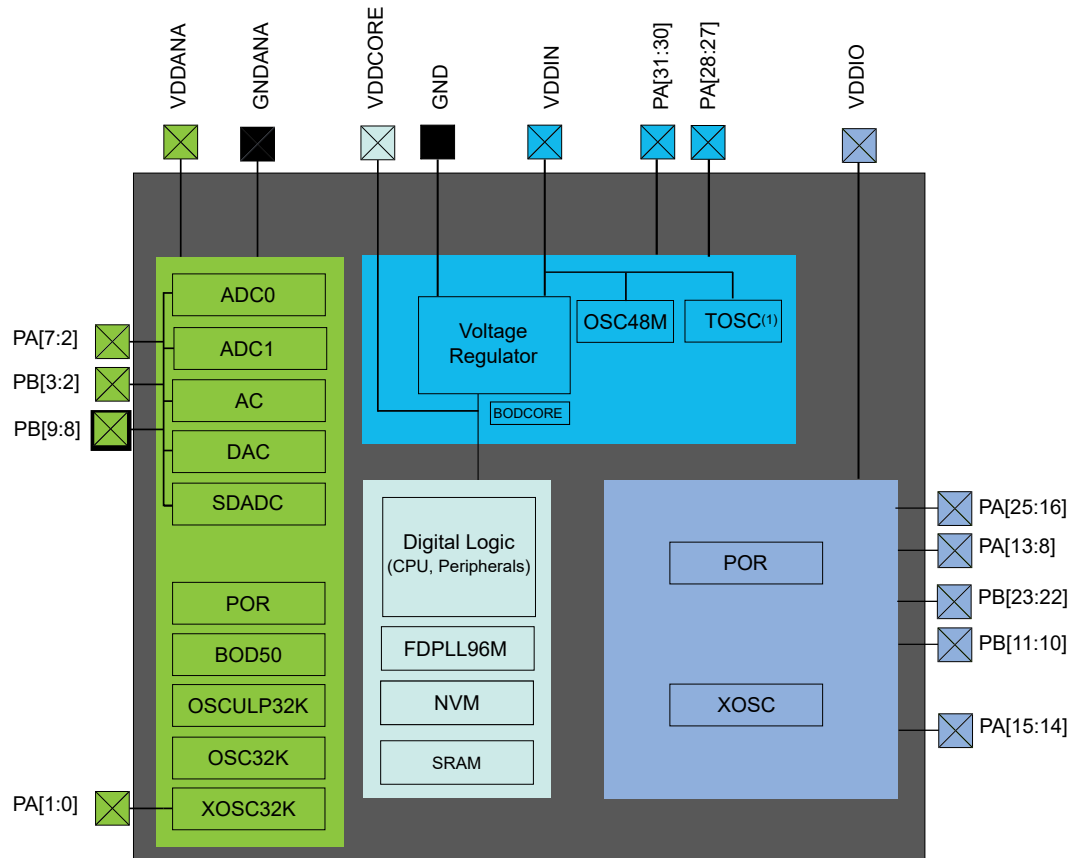 VDDANA
GNDANA
VDDCORE
GND
VDDIN
PA[31:30]
PA[28:27]
VDDIO
PA[7:2]
PB[3:2]
PB[9:8]
PA[1:0]
ADC0
ADC1
AC
DAC
SDADC
POR
BOD50
OSCULP32K
OSC32K
XOSC32K
Voltage
Regulator
OSC48M
TOSC(1)
BODCORE
Digital Logic
(CPU, Peripherals)
FDPLL96M
NVM
SRAM
POR
XOSC
PA[25:16]
PA[13:8]
PB[23:22]
PB[11:10]
PA[15:14]